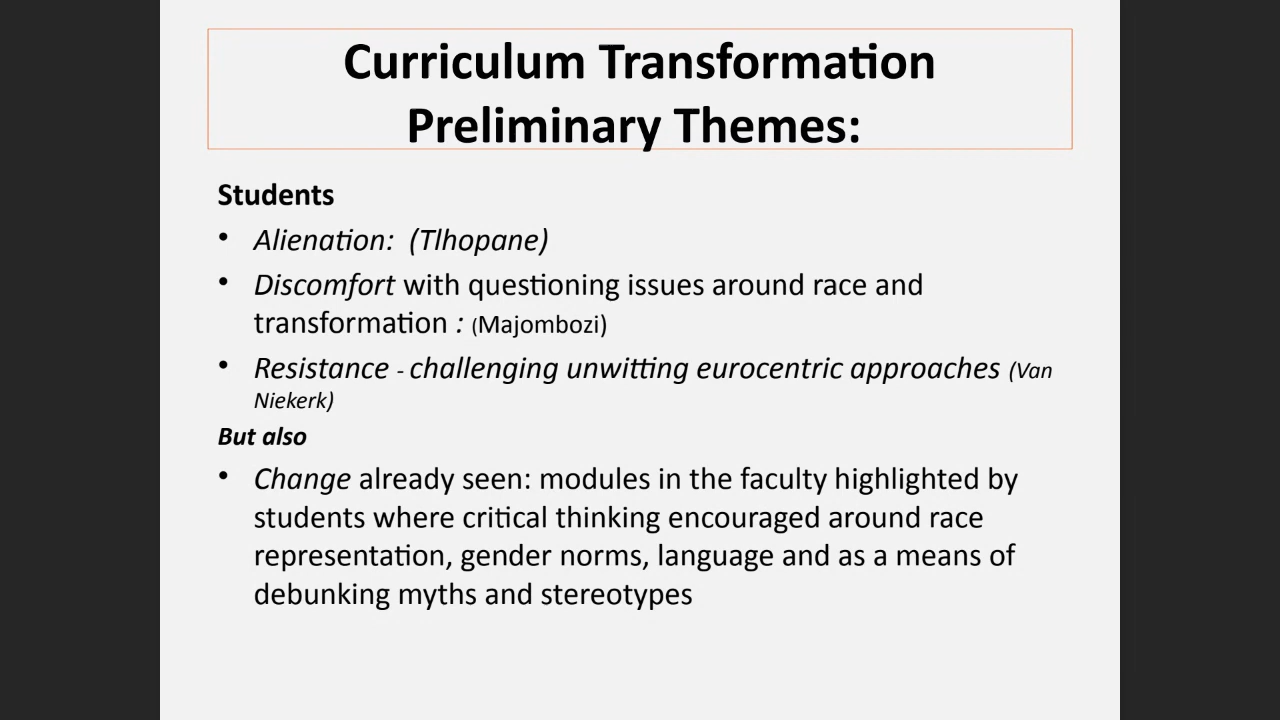 Curriculum Transformation
Preliminary Themes:
Students
• Alienation: (Tlhopane)
• Discomfort with questioning issues around race and
transformation : (Majombozi)
• Resistance - challenging unwitting eurocentric approaches (Van
Niekerk)
But also
• Change already seen: modules in the faculty highlighted by
students where critical thinking encouraged around race
representation, gender norms, language and as a means of
debunking myths and stereotypes